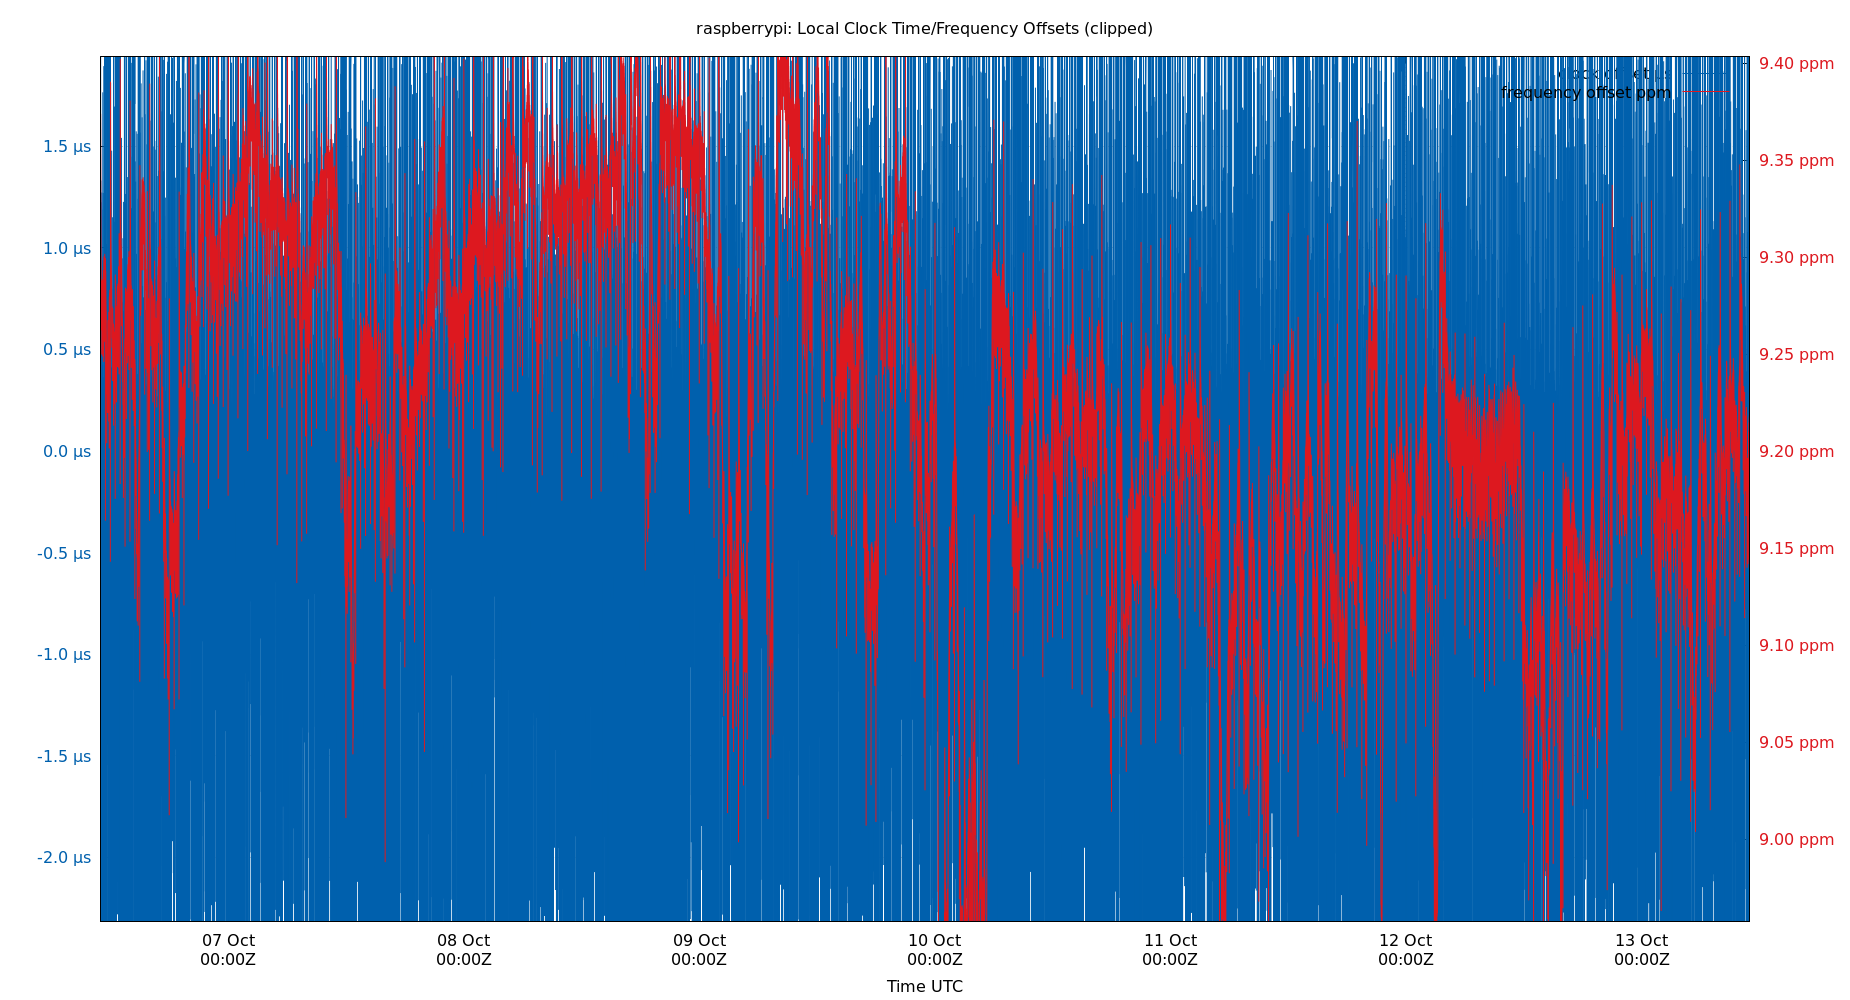 raspberrypi: Local Clock Time/Frequency Offsets (clipped)
clock offset µs
frequency offset ppm
1.5 µs
1.0 µs
0.5 µs
0.0 µs
-0.5 µs
-1.0 µs
-1.5 µs
-2.0 µs
9.40 ppm
9.35 ppm
9.30 ppm
9.25 ppm
9.20 ppm
9.15 ppm
9.10 ppm
9.05 ppm
9.00 ppm
07 Oct
00:00Z
08 Oct
00:00Z
09 Oct
00:00Z
10 Oct
00:00Z
11 Oct
00:00Z
12 Oct
00:00Z
13 Oct
00:00Z
Time UTC